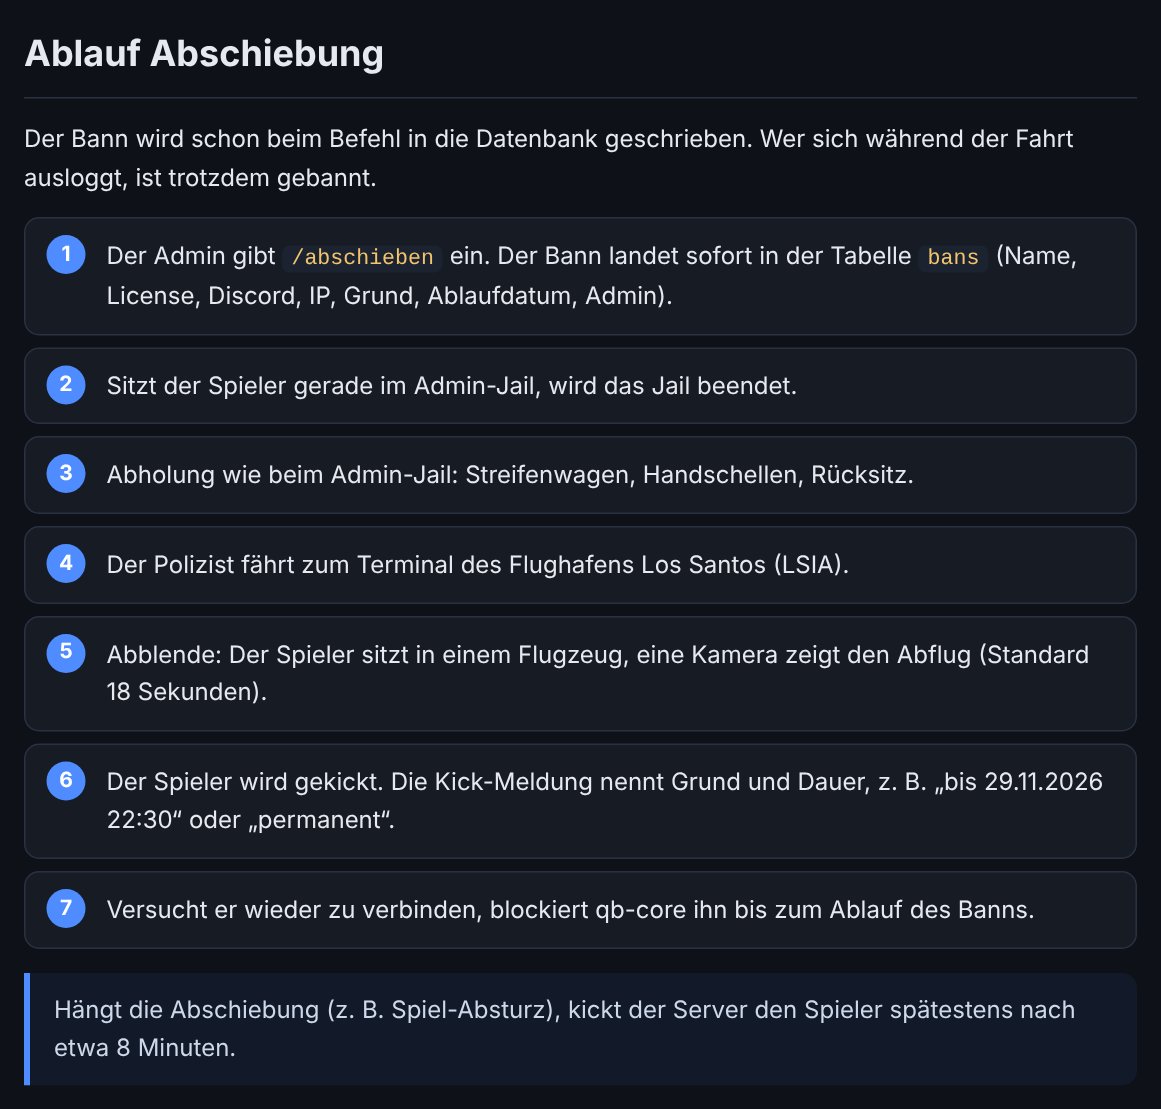 Ablauf Abschiebung
Der Bann wird schon beim Befehl in die Datenbank geschrieben. Wer sich während der Fahrt
ausloggt, ist trotzdem gebannt.
1 Der Admin gibt /abschieben ein. Der Bann landet sofort in der Tabelle bans (Name,
License, Discord, IP, Grund, Ablaufdatum, Admin).
2 Sitzt der Spieler gerade im Admin-Jail, wird das Jail beendet.
3 Abholung wie beim Admin-Jail: Streifenwagen, Handschellen, Rücksitz.
4 Der Polizist fährt zum Terminal des Flughafens Los Santos (LSIA).
5 Abblende: Der Spieler sitzt in einem Flugzeug, eine Kamera zeigt den Abflug (Standard
18 Sekunden).
6 Der Spieler wird gekickt. Die Kick-Meldung nennt Grund und Dauer, z. B. „bis 29.11.2026
22:30“ oder „permanent“.
7 Versucht er wieder zu verbinden, blockiert qb-core ihn bis zum Ablauf des Banns.
Hängt die Abschiebung (z. B. Spiel-Absturz), kickt der Server den Spieler spätestens nach
etwa 8 Minuten.